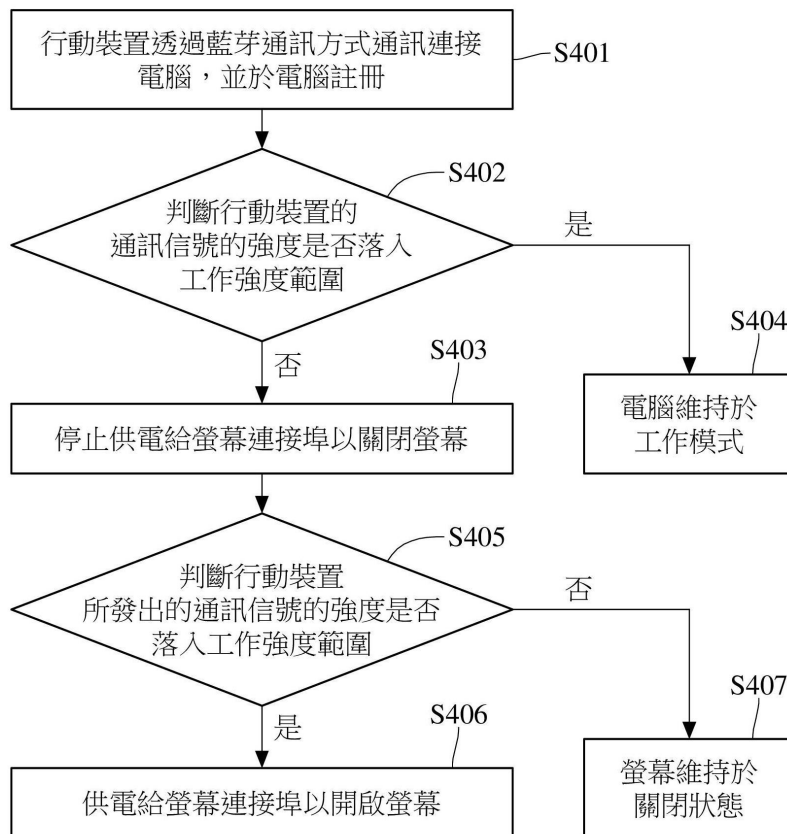 行動裝置透過藍芽通訊方式通訊連接
電腦，並於電腦註冊
S401
S402
判斷行動裝置的
通訊信號的強度是否落入
工作強度範圍
是
否
S403
S404
停止供電給螢幕連接埠以關閉螢幕
電腦維持於
工作模式
S405
判斷行動裝置
所發出的通訊信號的強度是否
落入工作強度範圍
否
是
S406
S407
供電給螢幕連接埠以開啟螢幕
螢幕維持於
關閉狀態